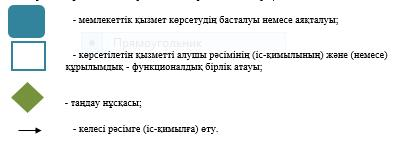 - мемлекеттік қызмет көрсетудің басталуы немесе аяқталуы;
Прямоугольник
- көрсетілетін қызметті алушы рәсімінің (іс-қимылының) және (немесе)
құрылымдық - функционалдық бірлік атауы;
- таңдау нұсқасы;
- келесі рәсімге (іс-қимылға) өту.